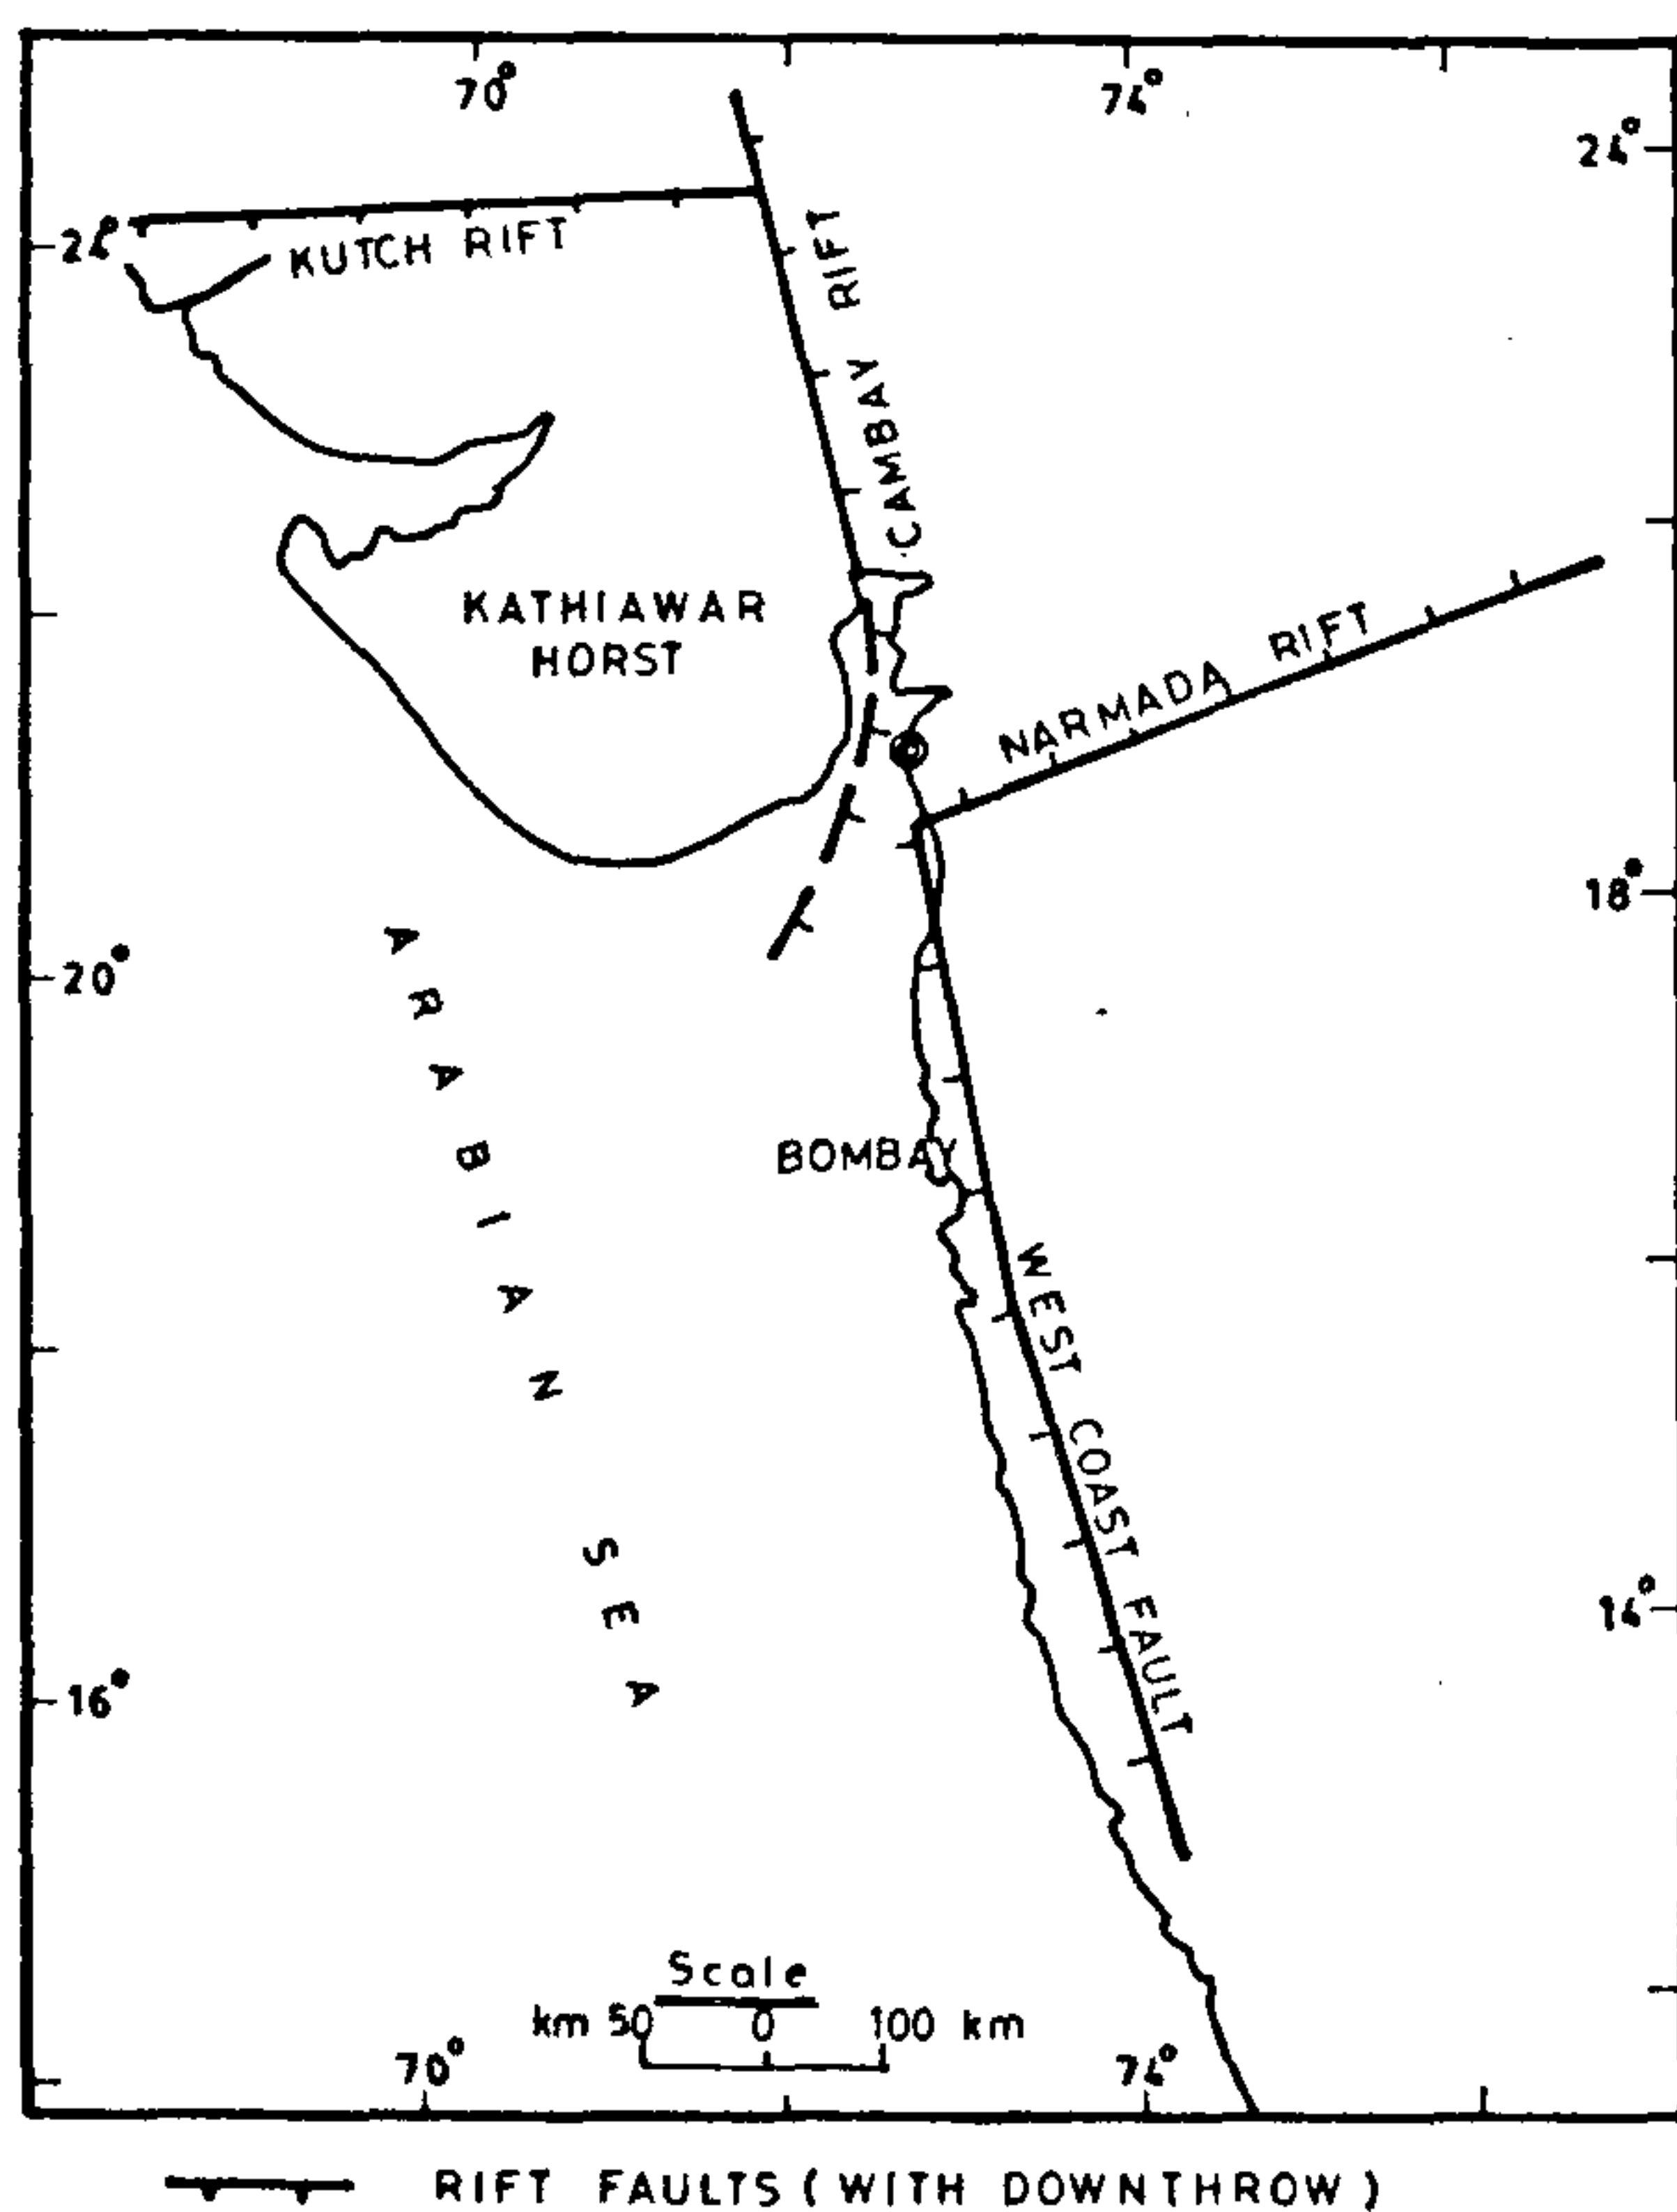 70° 74°
24°
24°
KUTCH RIFT
CAMBAY RIFT
KATHIAWAR
HORST
NARMADA RIFT
18°
20°
ARABIAN SEA
BOMBAY
WEST COAST FAULT
14°
16°
Scale
km 50 0 100 km
70° 74°
RIFT FAULTS (WITH DOWNTHROW)